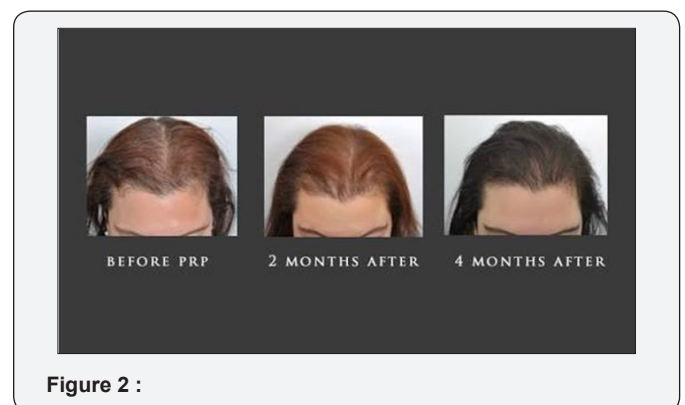 BEFORE PRP
2 MONTHS AFTER
4 MONTHS AFTER
Figure 2 :